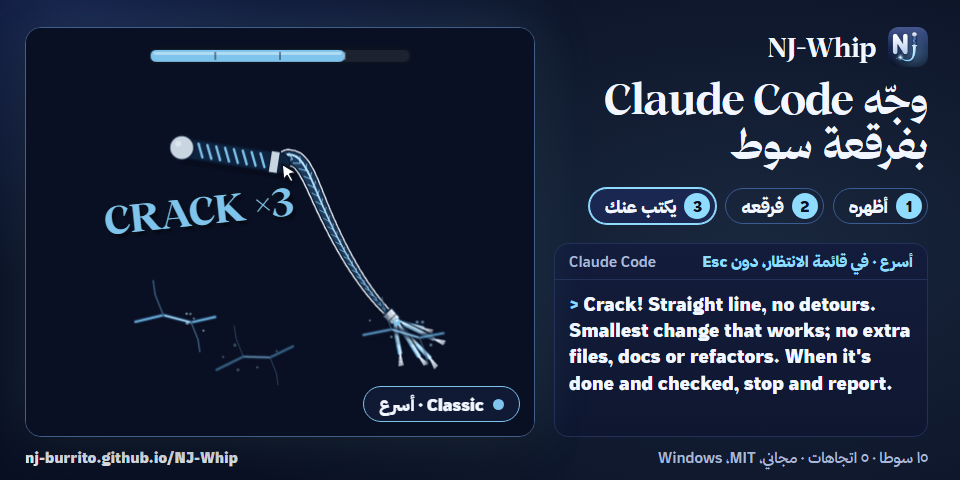 NJ-Whip
وجّه Claude Code
بفرقعة سوط
1 أظهره
2 فرقعه
3 يكتب عنك
CRACK ×3
Classic · أسرع
Claude Code
أسرع · في قائمة الانتظار، دون Esc
> Crack! Straight line, no detours.
Smallest change that works; no extra
files, docs or refactors. When it's
done and checked, stop and report.
nj-burrito.github.io/NJ-Whip
١٥ سوطا · ٥ اتجاهات · مجاني، MIT، Windows